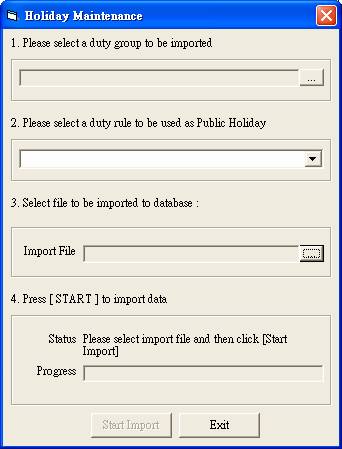 Holiday Maintenance
1. Please select a duty group to be imported
...
2. Please select a duty rule to be used as Public Holiday
3. Select file to be imported to database :
Import File
...
4. Press [ START ] to import data
Status Please select import file and then click [Start
Import]
Progress
Start Import Exit